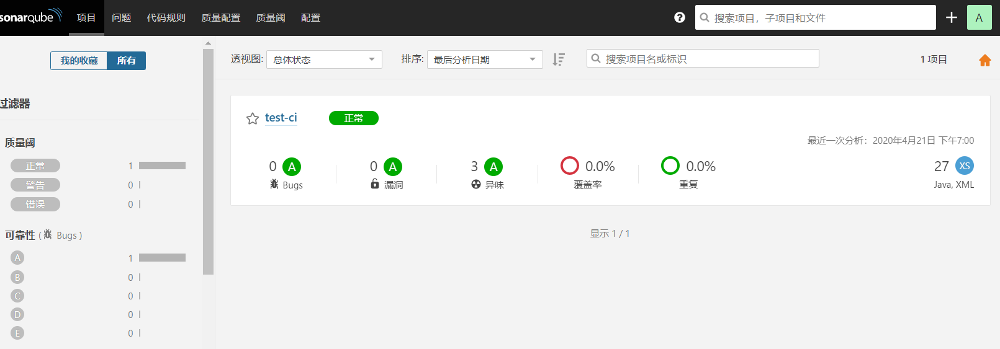 sonarqube 项目 问题 代码规则 质量配置 质量阈 配置 ? 搜索项目，子项目和文件 A
我的收藏 所有
透视图: 总体状态 排序: 最后分析日期 搜索项目名或标识 1 项目
过滤器
质量阈
正常 1
警告 0
错误 0
可靠性 ( Bugs )
A 1
B 0
C 0
D 0
E 0
test-ci 正常
最近一次分析：2020年4月21日 下午7:00
0 A 0 A 3 A 0.0% 0.0% 27 XS
Bugs 漏洞 异味 覆盖率 重复 Java, XML
显示 1 / 1